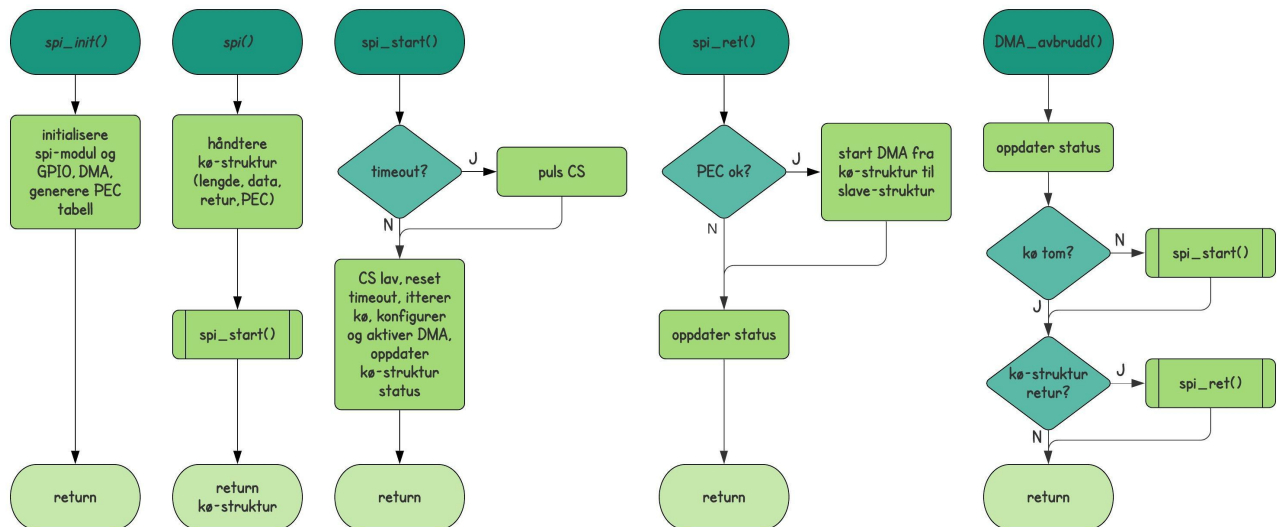 spi_init()
initialisere
spi-modul og
GPIO, DMA,
generere PEC
tabell
return
spi()
håndtere
kø-struktur
(lengde, data,
retur, PEC)
spi_start()
return
kø-struktur
spi_start()
timeout?
J
puls CS
N
CS lav, reset
timeout, itterer
kø, konfigurer
og aktiver DMA,
oppdater
kø-struktur
status
return
spi_ret()
PEC ok?
J
start DMA fra
kø-struktur til
slave-struktur
N
oppdater status
return
DMA_avbrudd()
oppdater status
kø tom?
N
spi_start()
J
kø-struktur
retur?
J
spi_ret()
N
return